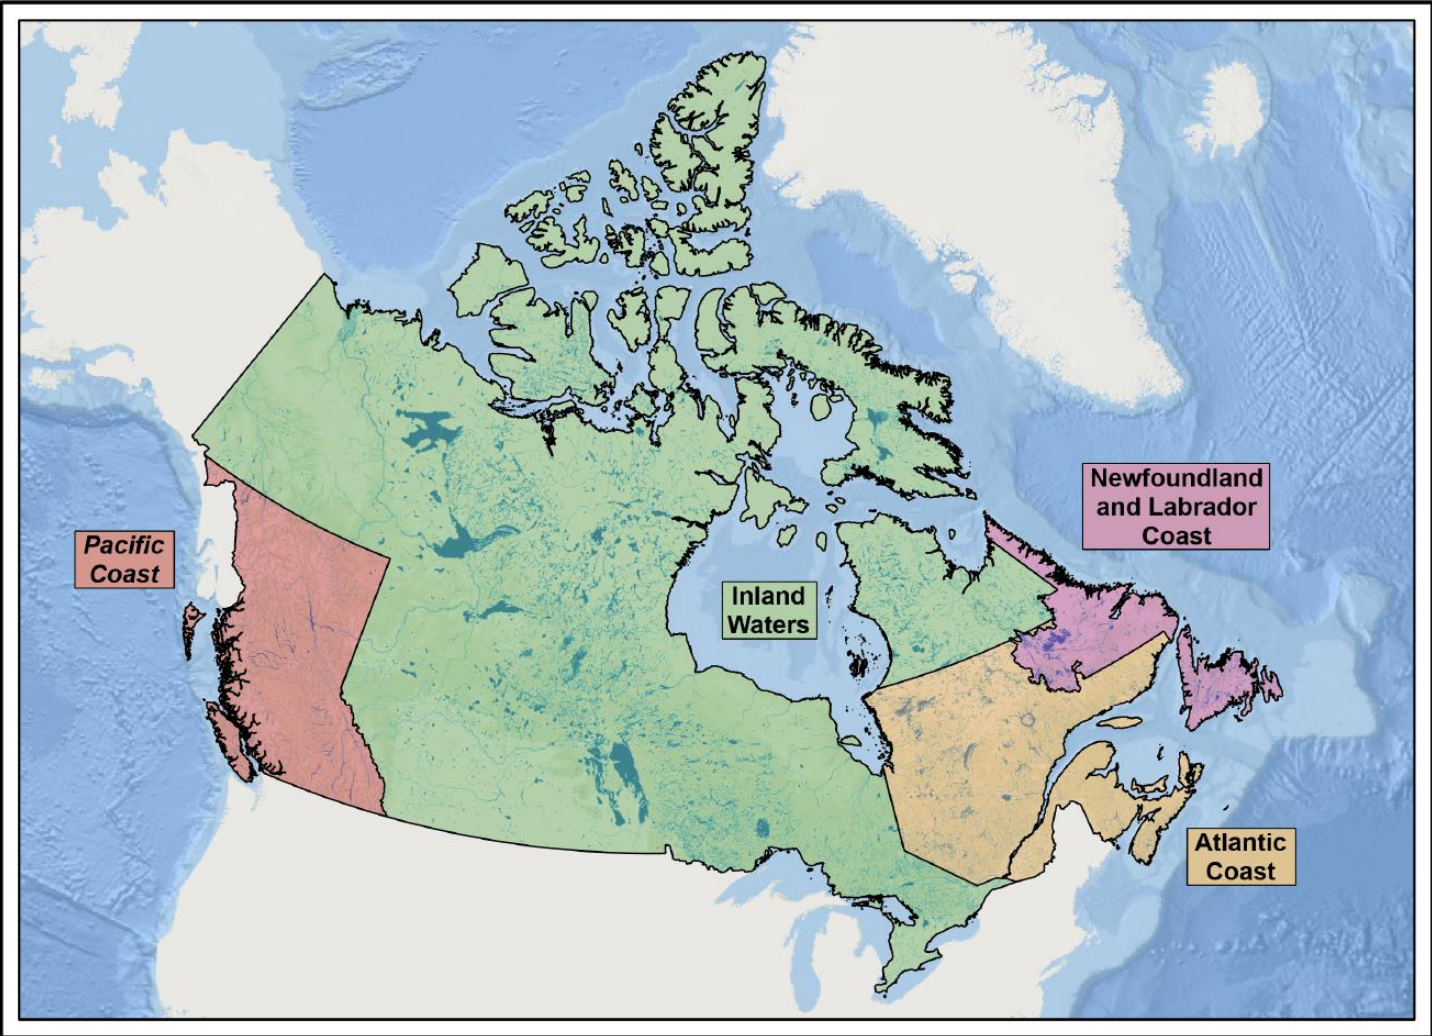 Newfoundland
and Labrador
Coast
Pacific
Coast
Inland
Waters
Atlantic
Coast